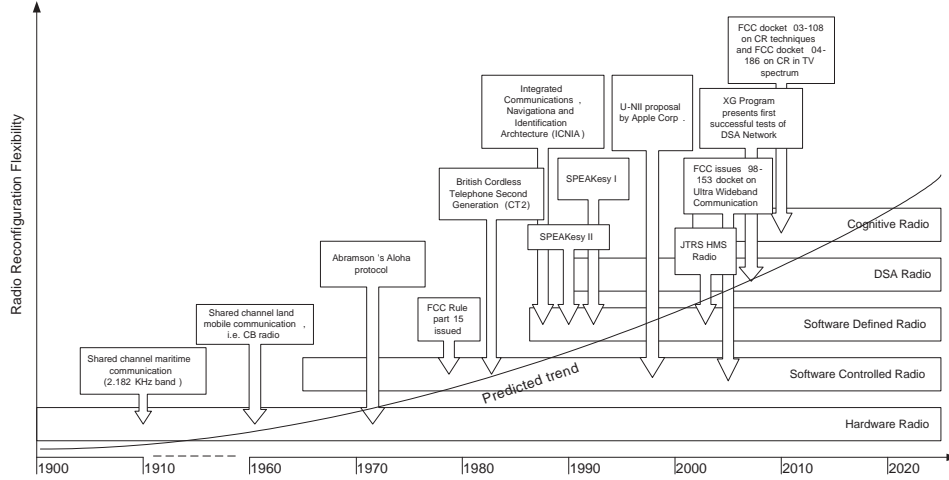 FCC docket 03-108
on CR techniques
and FCC docket 04-
186 on CR in TV
spectrum
Integrated
Communications ,
Navigationa and
Identification
Archtecture (ICNIA)
U-NII proposal
by Apple Corp .
XG Program
presents first
successful tests of
DSA Network
British Cordless
Telephone Second
Generation (CT2)
SPEAKesy I
FCC issues 98-
153 docket on
Ultra Wideband
Communication
SPEAKesy II
Abramson 's Aloha
protocol
JTRS HMS
Radio
Shared channel land
mobile communication ,
i.e. CB radio
FCC Rule
part 15
issued
Shared channel maritime
communication
(2.182 KHz band )
Radio Reconfiguration Flexibility
Predicted trend
Cognitive Radio
DSA Radio
Software Defined Radio
Software Controlled Radio
Hardware Radio
1900 1910 1960 1970 1980 1990 2000 2010 2020